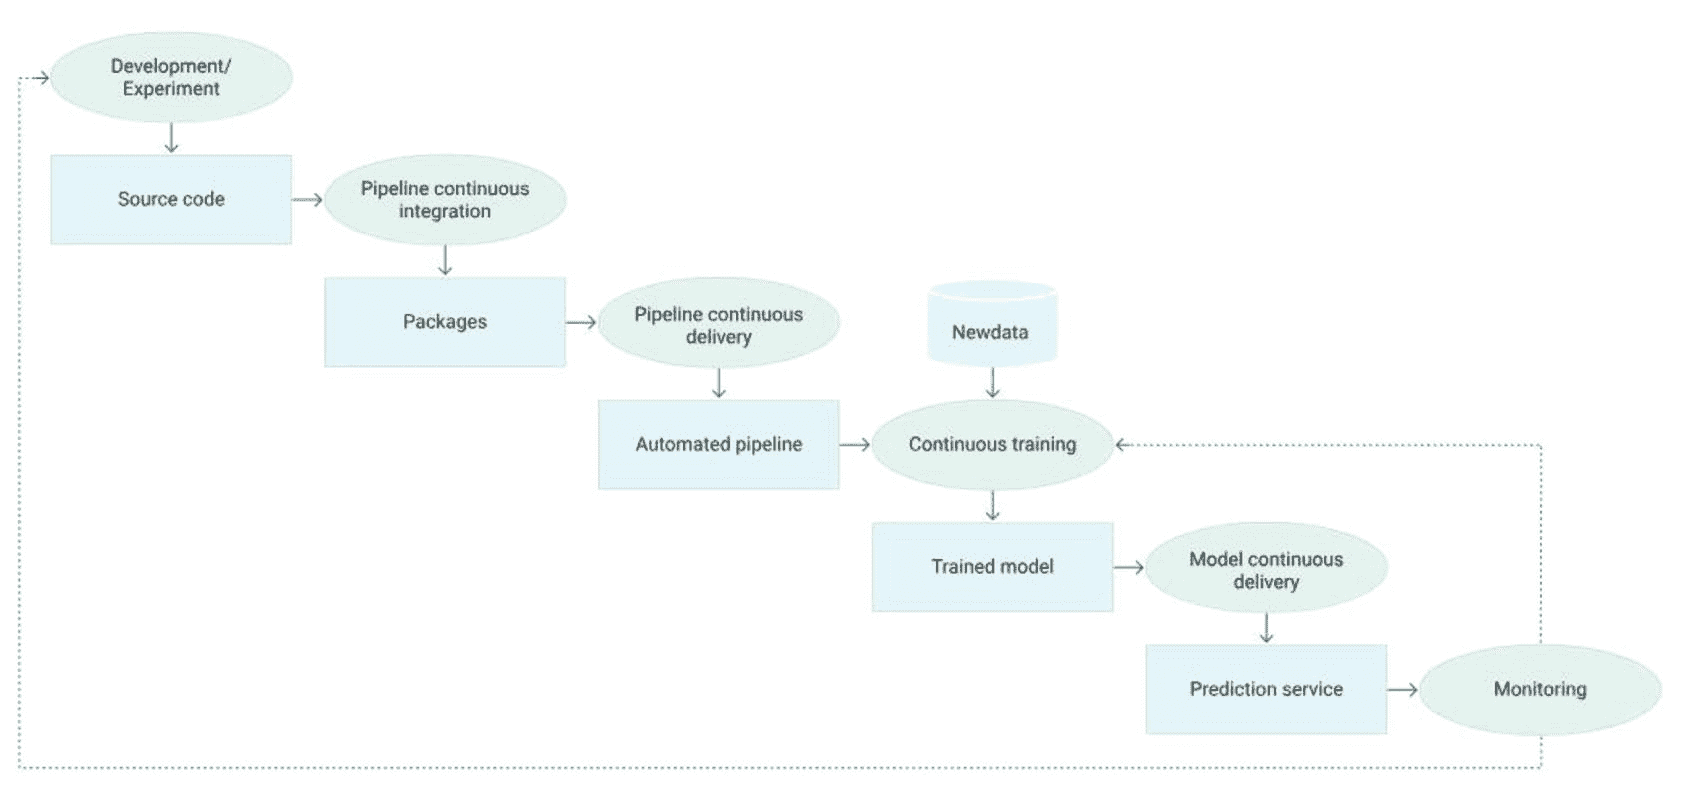 Development/
Experiment
Source code
Pipeline continuous
integration
Packages
Pipeline continuous
delivery
Newdata
Automated pipeline
Continuous training
Trained model
Model continuous
delivery
Prediction service
Monitoring